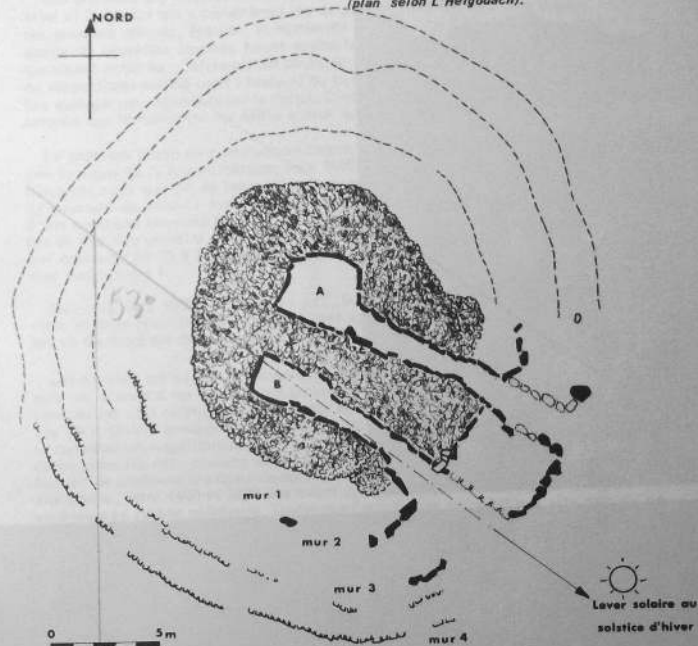 (plan selon L'Helgouach).
NORD
A
53°
B
mur 1
mur 2
mur 3
mur 4
0 5m
Lever solaire au
solstice d'hiver